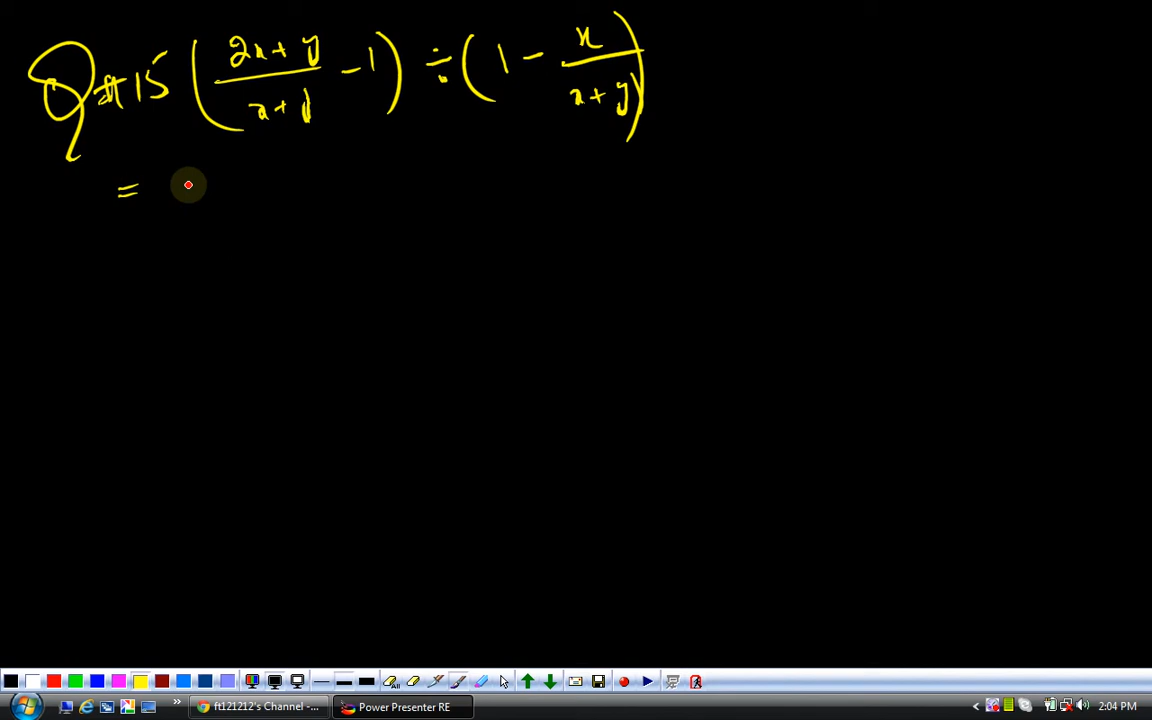 Q#15 ((2x+y)/(x+y) - 1) ÷ (1 - x/(x+y))
=
ft121212's Channel -...
Power Presenter RE
2:04 PM